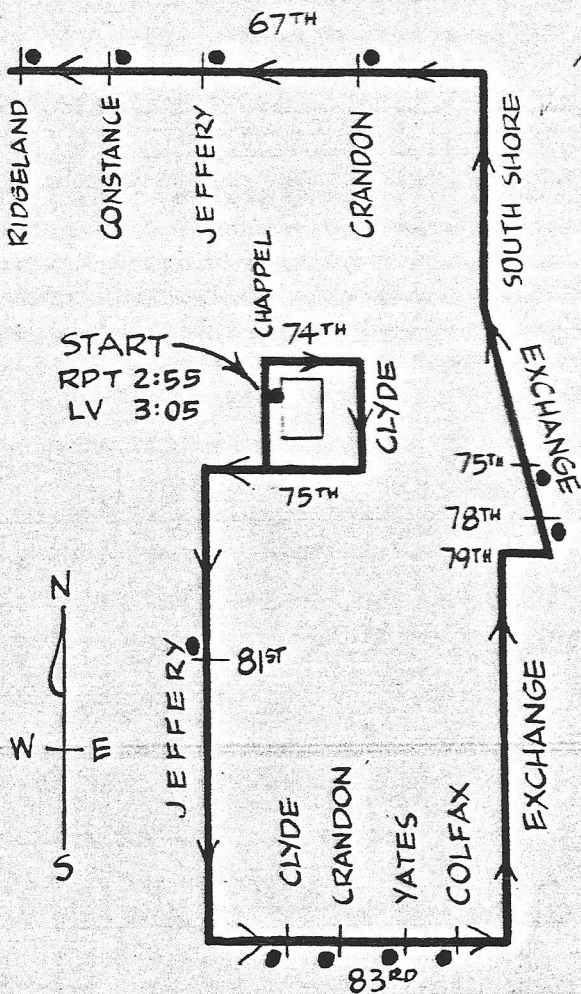 67TH
RIDGELAND
CONSTANCE
JEFFERY
CRANDON
SOUTH SHORE
CHAPPEL
74TH
START
RPT 2:55
LV 3:05
CLYDE
EXCHANGE
75TH
75TH
78TH
79TH
N
81ST
JEFFERY
W E
EXCHANGE
S
CLYDE
CRANDON
YATES
COLFAX
83RD